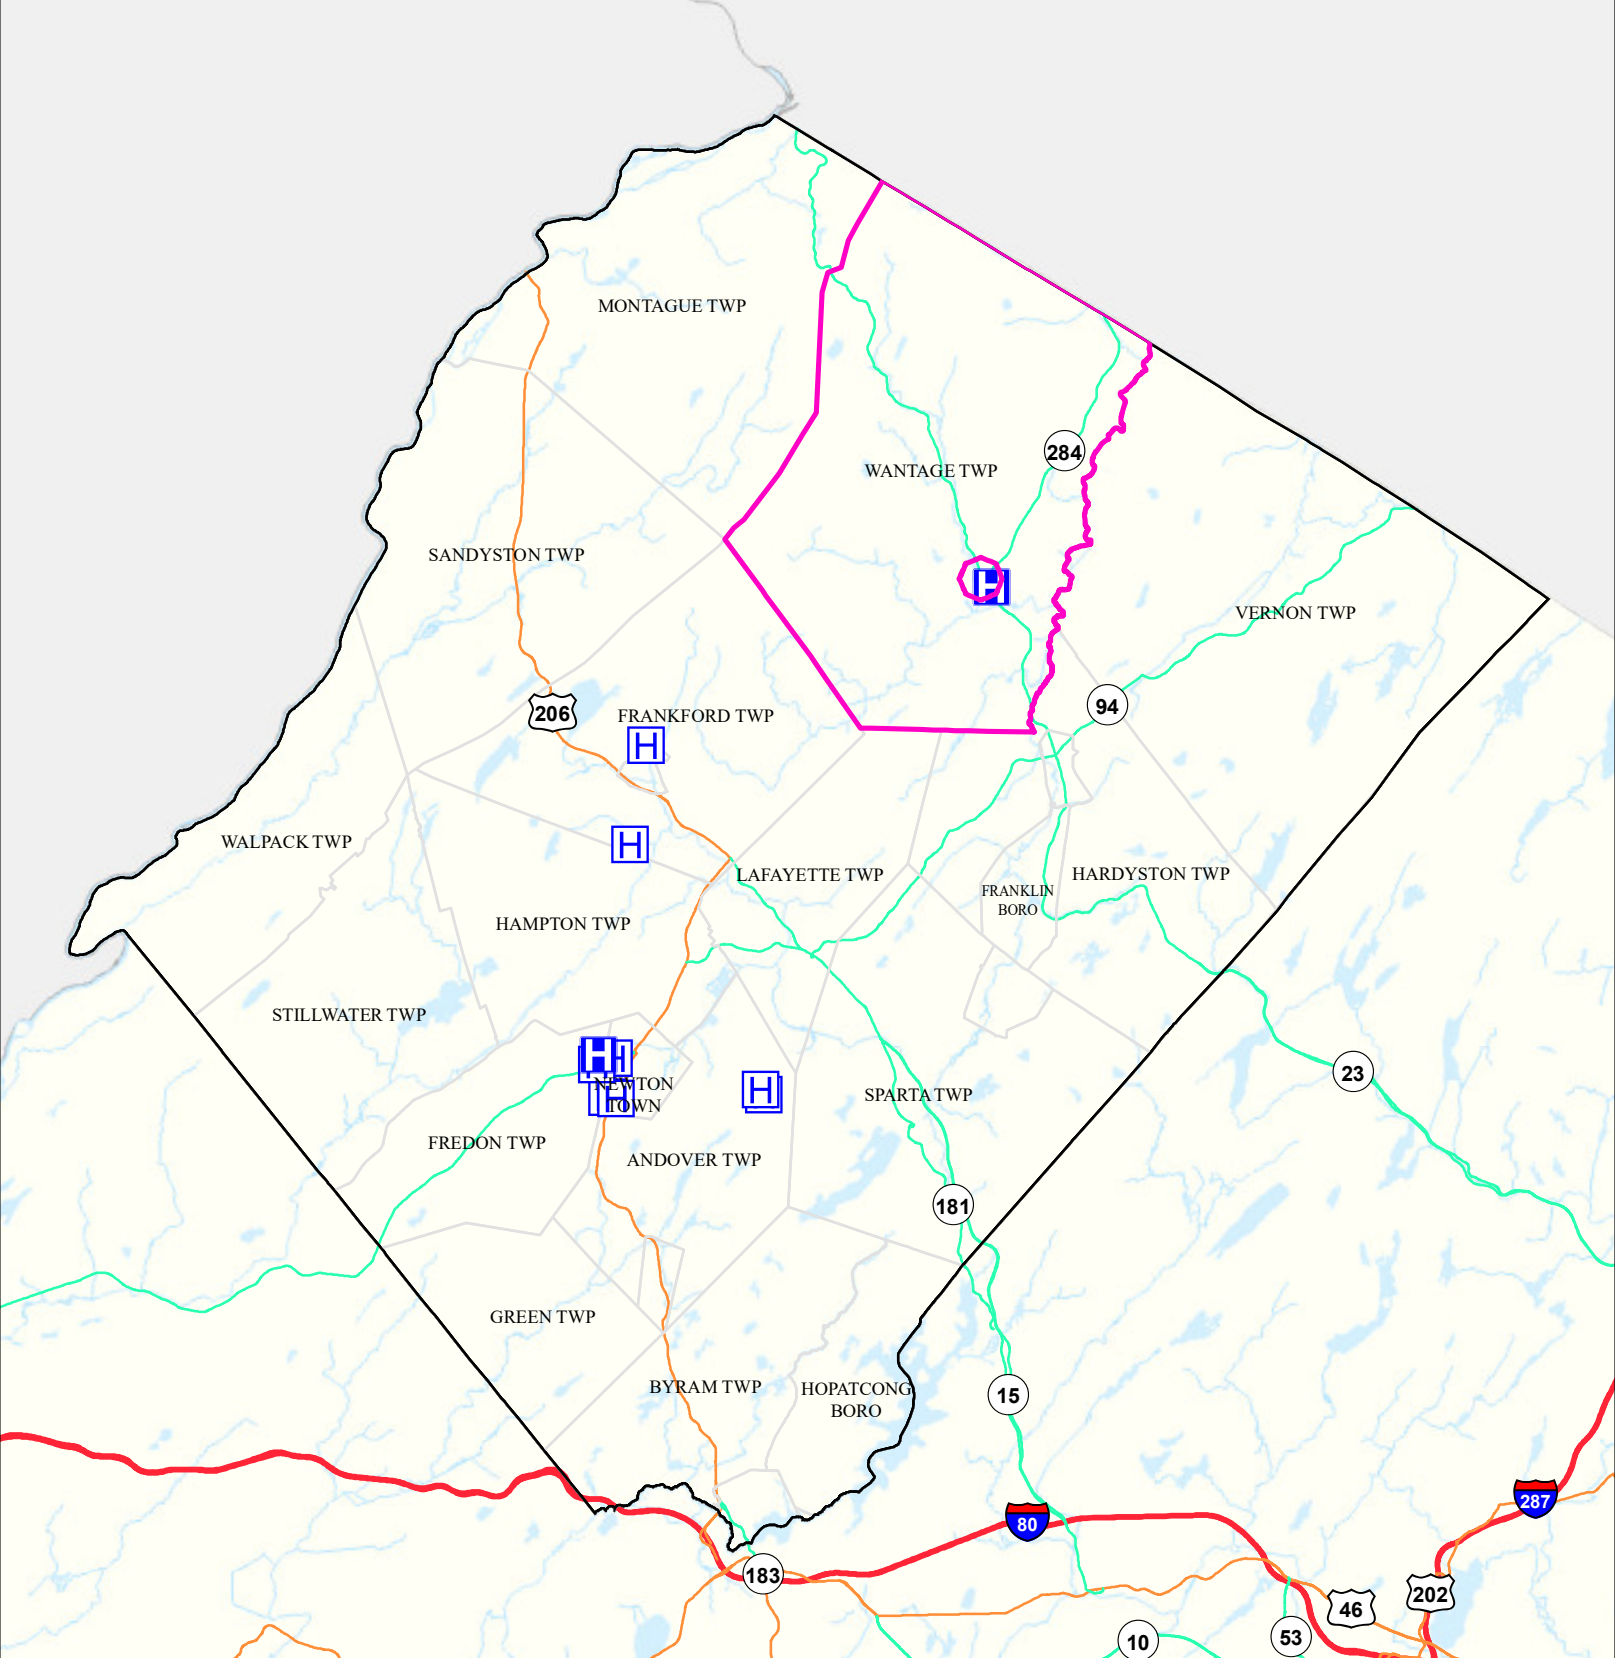 MONTAGUE TWP
284
WANTAGE TWP
SANDYSTON TWP
H
VERNON TWP
94
206
FRANKFORD TWP
H
WALPACK TWP
H
LAFAYETTE TWP
HARDYSTON TWP
FRANKLIN
BORO
HAMPTON TWP
STILLWATER TWP
H
H
23
NEWTON
TOWN
H
H
SPARTA TWP
FREDON TWP
ANDOVER TWP
181
GREEN TWP
BYRAM TWP
HOPATCONG
BORO
15
287
80
183
202
46
53
10